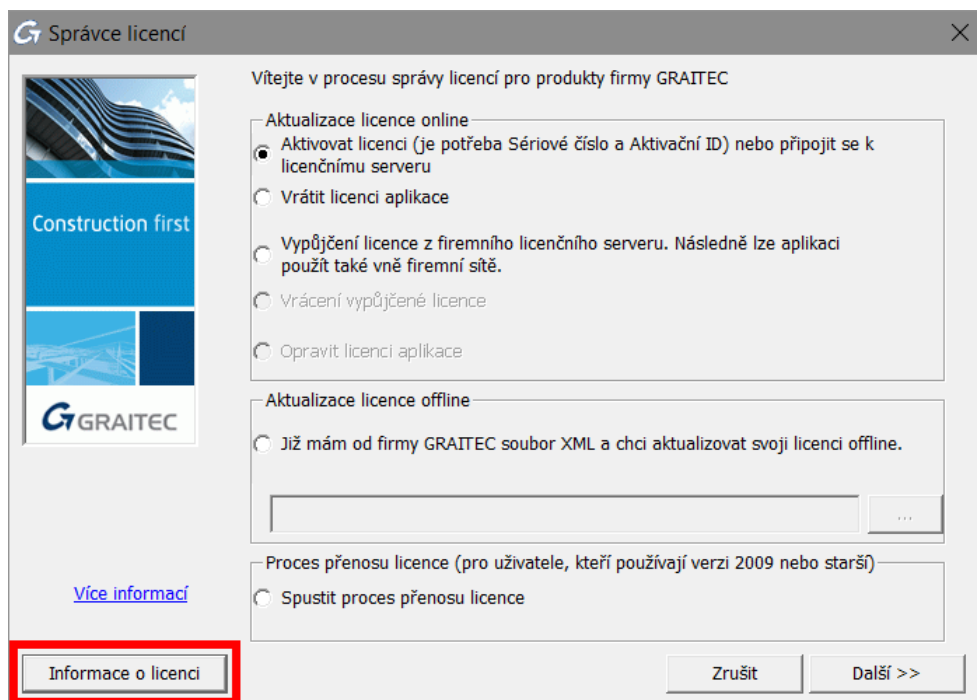 Správce licencí
Vítejte v procesu správy licencí pro produkty firmy GRAITEC
Aktualizace licence online
Aktivovat licenci (je potřeba Sériové číslo a Aktivační ID) nebo připojit se k
licenčnímu serveru
Vrátit licenci aplikace
Construction first
Vypůjčení licence z firemního licenčního serveru. Následně lze aplikaci
použít také vně firemní sítě.
Vrácení vypůjčené licence
Opravit licenci aplikace
GRAITEC
Aktualizace licence offline
Již mám od firmy GRAITEC soubor XML a chci aktualizovat svoji licenci offline.
...
Proces přenosu licence (pro uživatele, kteří používají verzi 2009 nebo starší)
Spustit proces přenosu licence
Více informací
Informace o licenci
Zrušit
Další >>